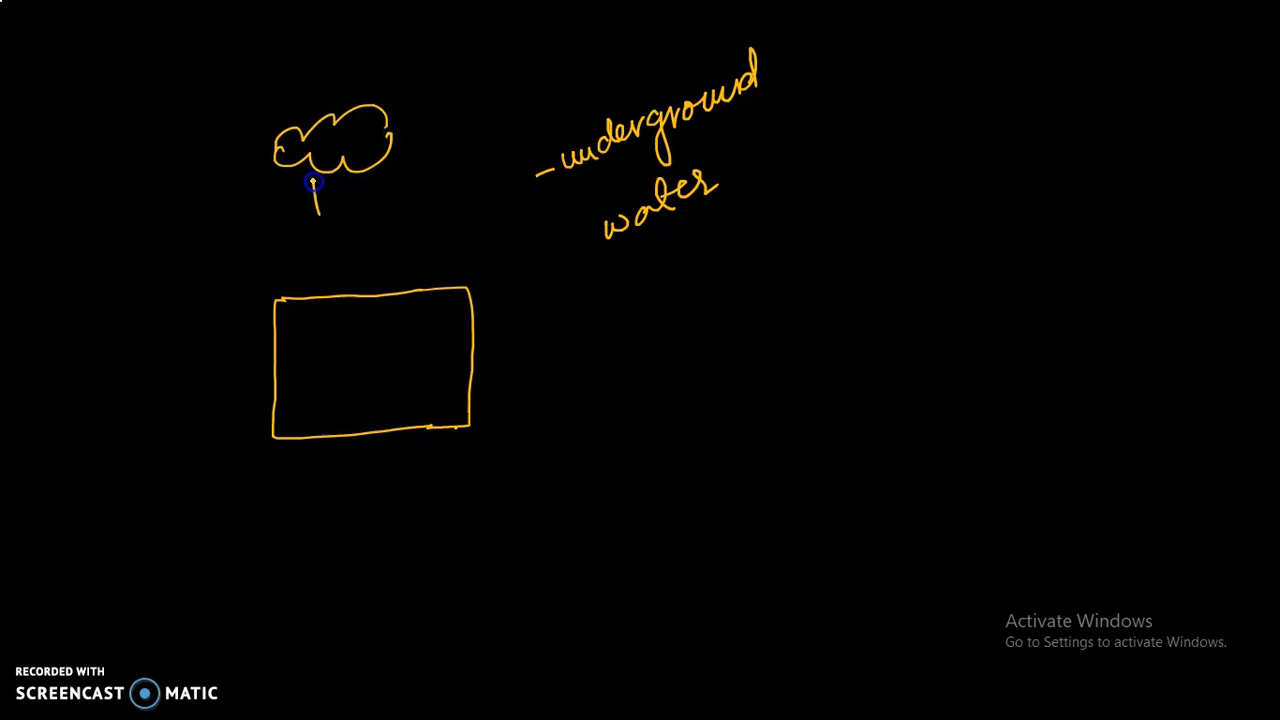 - underground
water
Activate Windows
Go to Settings to activate Windows.
RECORDED WITH
SCREENCAST MATIC